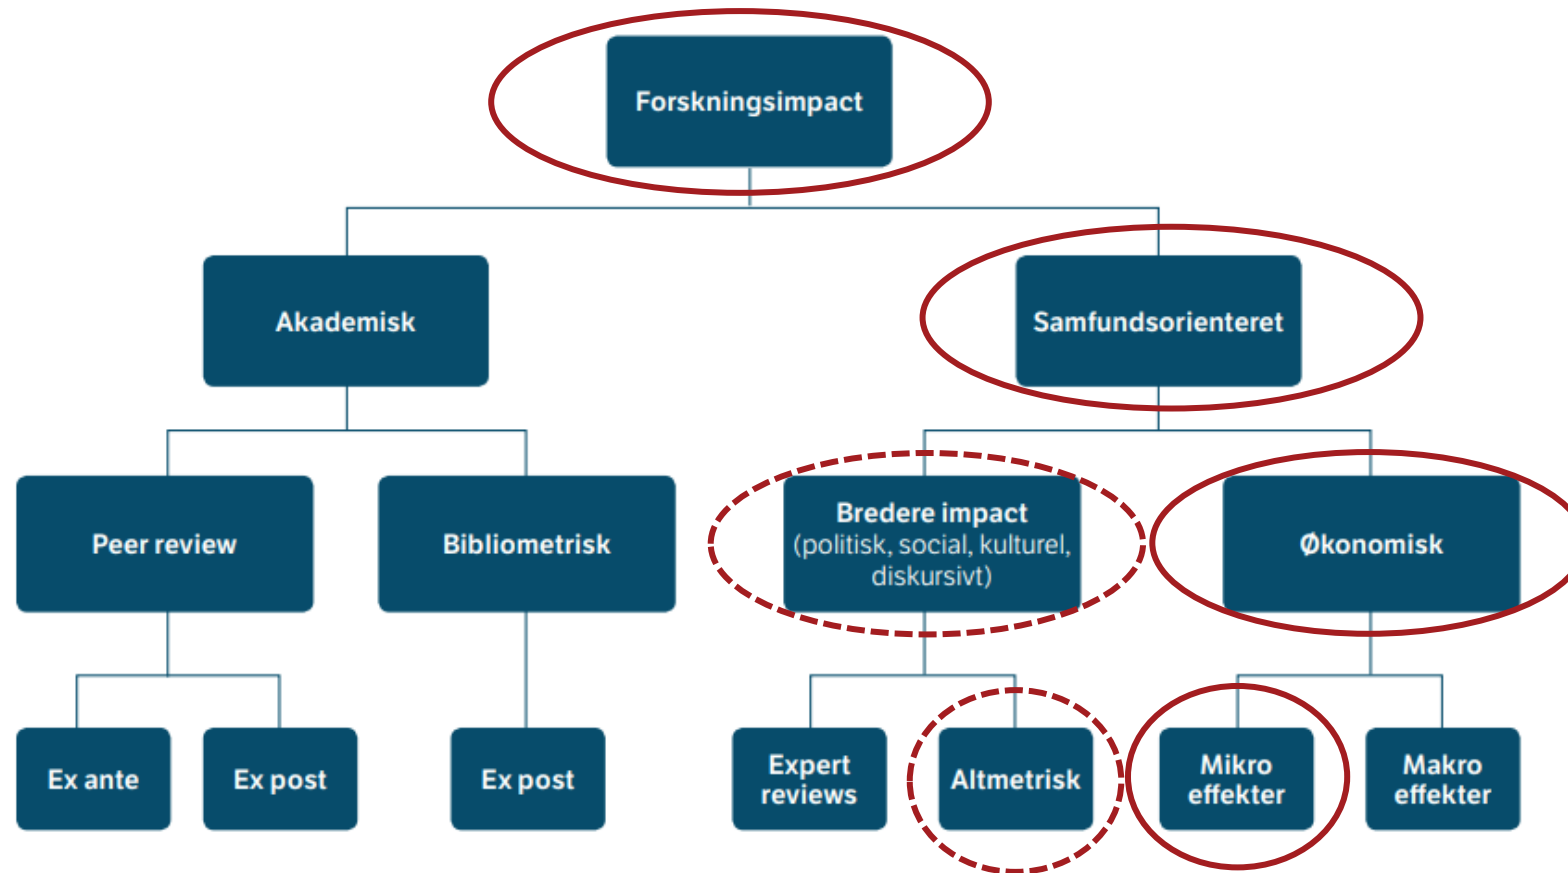 Forskningsimpact
Akademisk
Samfundsorienteret
Peer review
Bibliometrisk
Bredere impact
(politisk, social, kulturel,
diskursivt)
Økonomisk
Ex ante
Ex post
Ex post
Expert
reviews
Altmetrisk
Mikro
effekter
Makro
effekter